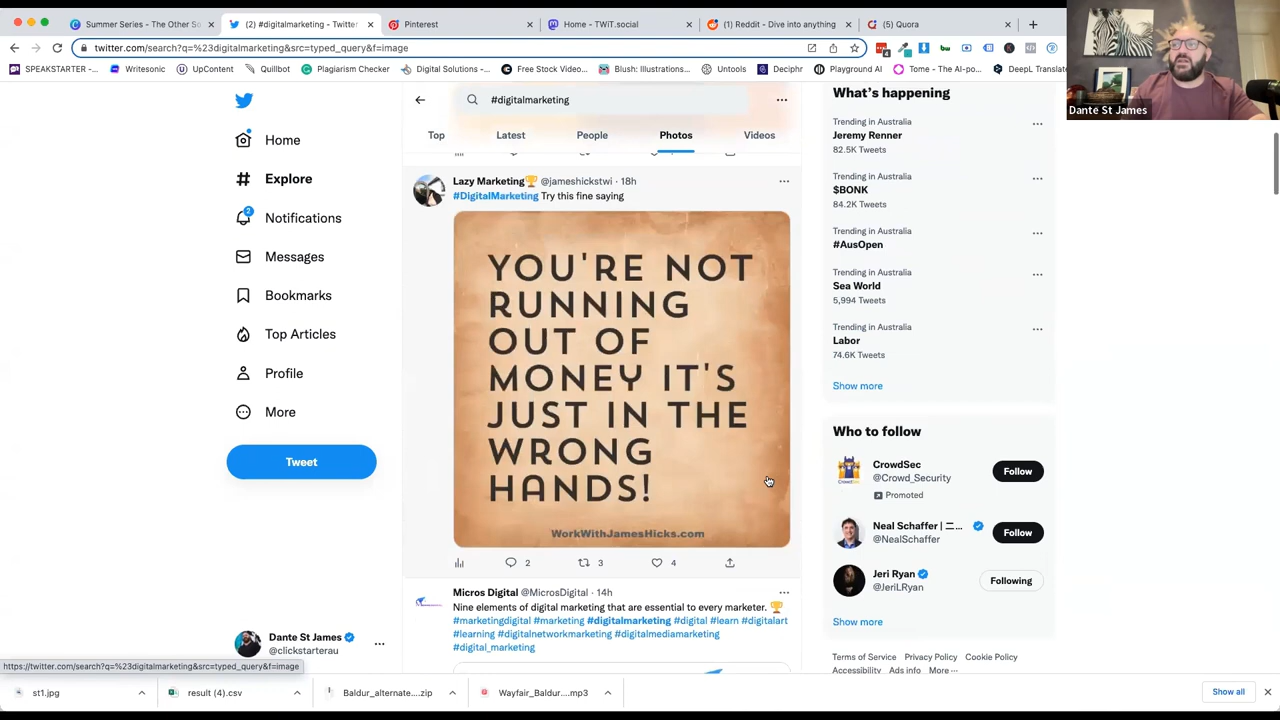 Summer Series - The Other So
(2) #digitalmarketing - Twitter
Pinterest
Home - TWiT.social
(1) Reddit - Dive into anything
(5) Quora
twitter.com/search?q=%23digitalmarketing&src=typed_query&f=image
SPEAKSTARTER -...
Writesonic
UpContent
Quillbot
Plagiarism Checker
Digital Solutions -...
Free Stock Video...
Blush: Illustrations...
Untools
Deciphr
Playground AI
Tome - The AI-po...
DeepL Translate
Dante St James
Home
Explore
2
Notifications
Messages
Bookmarks
Top Articles
Profile
More
Tweet
Dante St James
@clickstarterau
#digitalmarketing
Top
Latest
People
Photos
Videos
Lazy Marketing🏆 @jameshickstwi · 18h
#DigitalMarketing Try this fine saying
YOU'RE NOT
RUNNING
OUT OF
MONEY IT'S
JUST IN THE
WRONG
HANDS!
WorkWithJamesHicks.com
2
3
4
Micros Digital @MicrosDigital · 14h
Nine elements of digital marketing that are essential to every marketer. 🏆
#marketingdigital #marketing #digitalmarketing #digital #learn #digitalart
#learning #digitalnetworkmarketing #digitalmediamarketing
#digital_marketing
What's happening
Trending in Australia
Jeremy Renner
82.5K Tweets
Trending in Australia
$BONK
84.2K Tweets
Trending in Australia
#AusOpen
Trending in Australia
Sea World
5,994 Tweets
Trending in Australia
Labor
74.6K Tweets
Show more
Who to follow
CrowdSec
@Crowd_Security
Promoted
Follow
Neal Schaffer | 二...
@NealSchaffer
Follow
Jeri Ryan
@JeriLRyan
Following
Show more
Terms of Service Privacy Policy Cookie Policy
Accessibility Ads info More ...
https://twitter.com/search?q=%23digitalmarketing&src=typed_query&f=image
st1.jpg
result (4).csv
Baldur_alternate....zip
Wayfair_Baldur....mp3
Show all